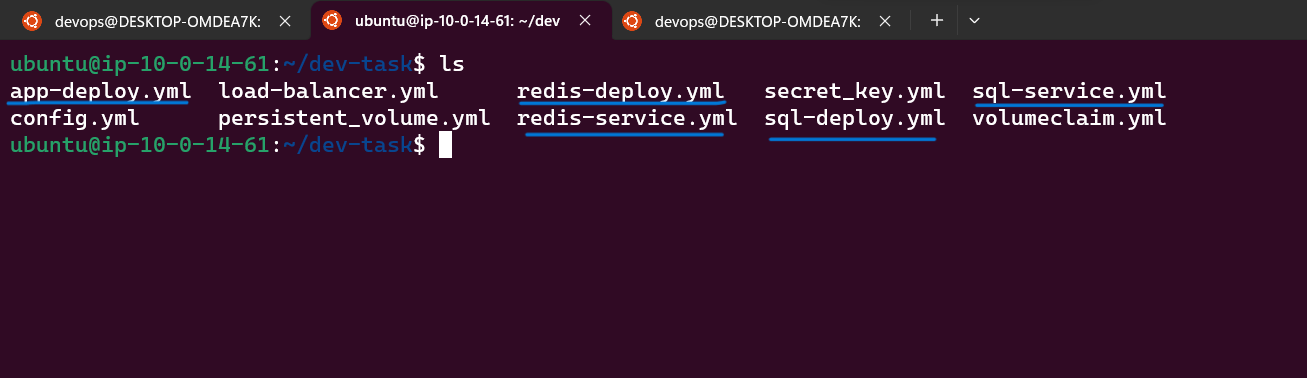 devops@DESKTOP-OMDEA7K: ubuntu@ip-10-0-14-61: ~/dev devops@DESKTOP-OMDEA7K:
ubuntu@ip-10-0-14-61:~/dev-task$ ls
app-deploy.yml load-balancer.yml redis-deploy.yml secret_key.yml sql-service.yml
config.yml persistent_volume.yml redis-service.yml sql-deploy.yml volumeclaim.yml
ubuntu@ip-10-0-14-61:~/dev-task$